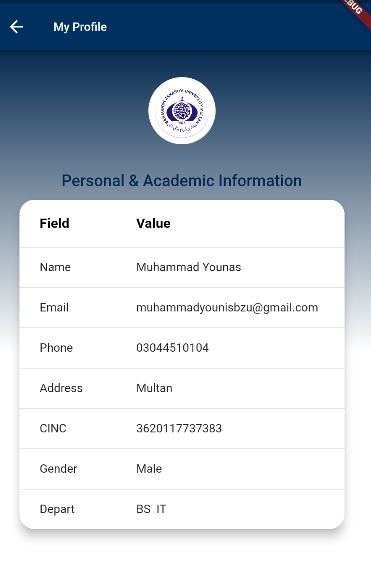 My Profile
Personal & Academic Information
Field Value
Name Muhammad Younas
Email muhammadyounisbzu@gmail.com
Phone 03044510104
Address Multan
CINC 3620117737383
Gender Male
Depart BS IT